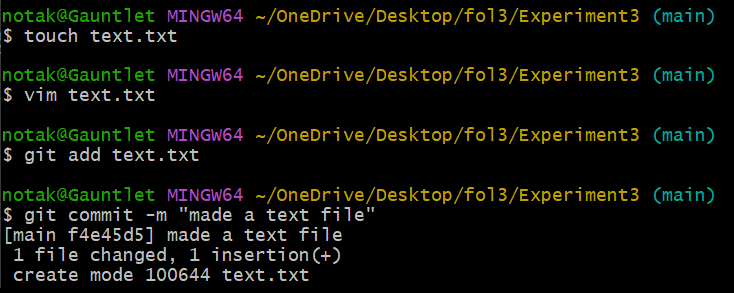 notak@Gauntlet MINGW64 ~/OneDrive/Desktop/fol3/Experiment3 (main)
$ touch text.txt
notak@Gauntlet MINGW64 ~/OneDrive/Desktop/fol3/Experiment3 (main)
$ vim text.txt
notak@Gauntlet MINGW64 ~/OneDrive/Desktop/fol3/Experiment3 (main)
$ git add text.txt
notak@Gauntlet MINGW64 ~/OneDrive/Desktop/fol3/Experiment3 (main)
$ git commit -m "made a text file"
[main f4e45d5] made a text file
 1 file changed, 1 insertion(+)
 create mode 100644 text.txt